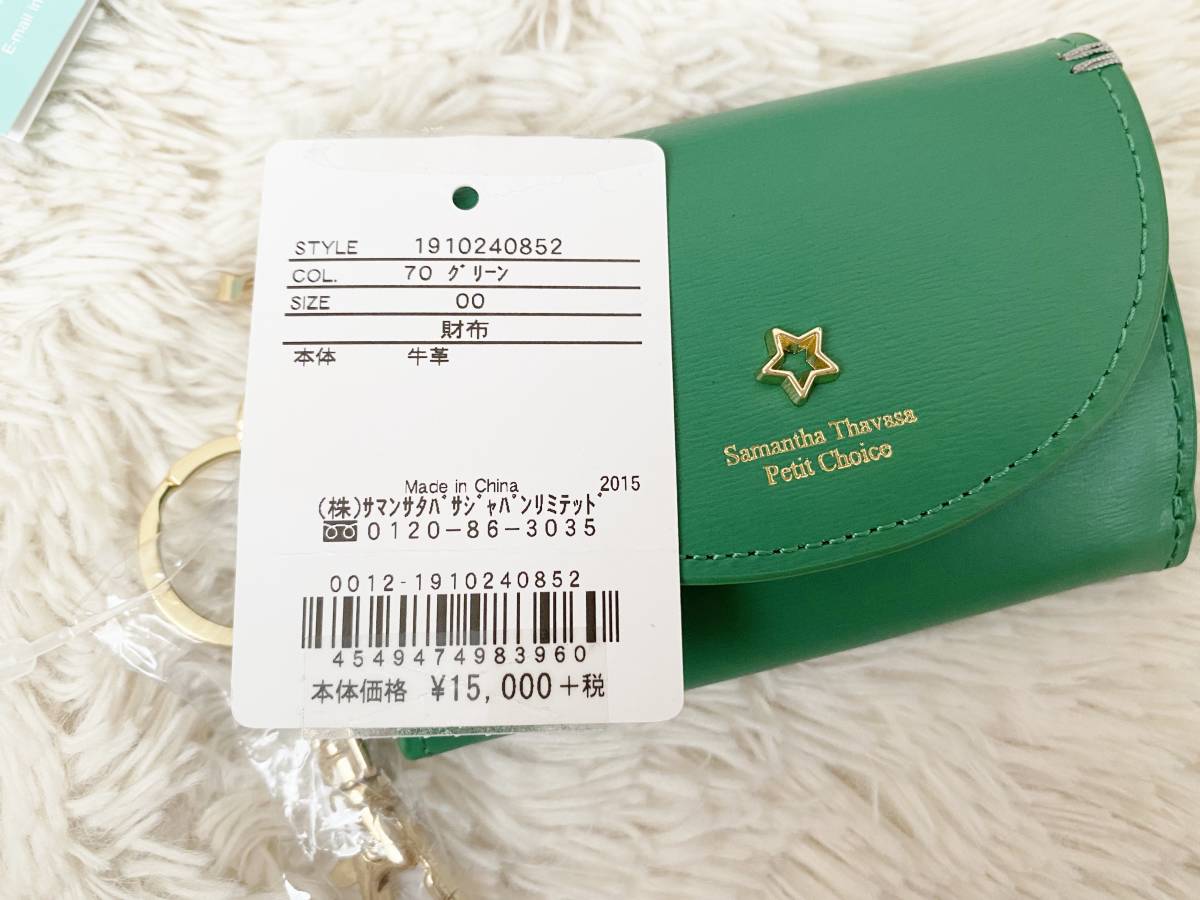 E-mail in
STYLE 1910240852
COL. 70 グリーン
SIZE 00
財布
本体 牛革
Made in China 2015
(株)サマンサタバサジャパンリミテッド
0120-86-3035
0012-1910240852
4549474983960
本体価格 ¥15,000+税
Samantha Thavasa
Petit Choice